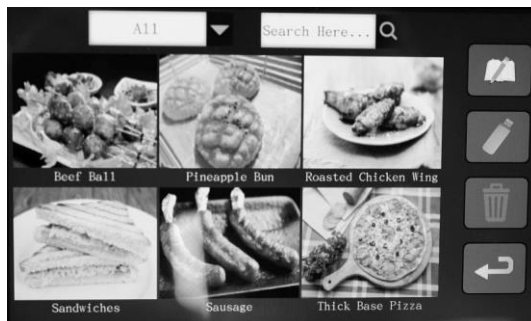 All
Search Here...
Beef Ball
Pineapple Bun
Roasted Chicken Wing
Sandwiches
Sausage
Thick Base Pizza